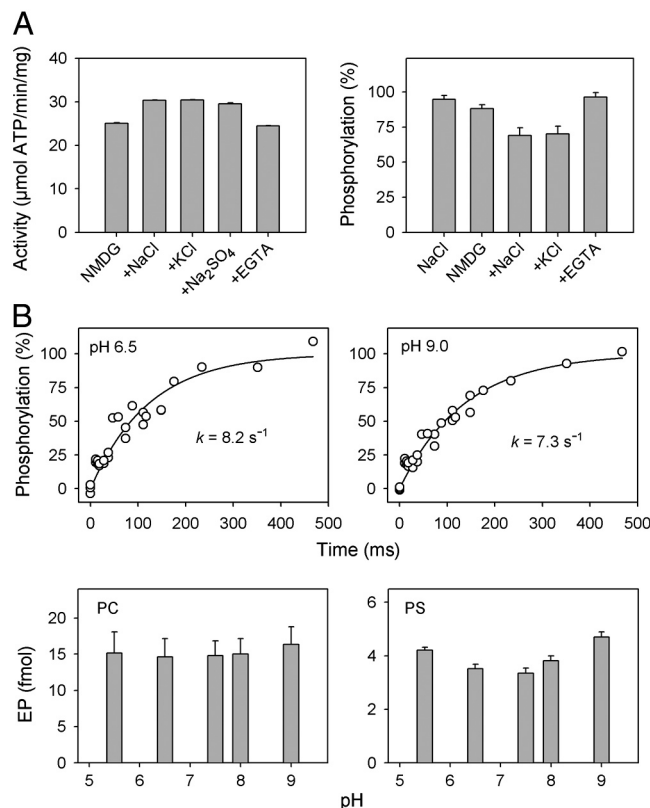 A
Activity (µmol ATP/min/mg)
40
30
20
10
0
NMDG
+NaCl
+KCl
+Na2SO4
+EGTA
Phosphorylation (%)
100
75
50
25
0
NaCl
NMDG
+NaCl
+KCl
+EGTA
B
Phosphorylation (%)
pH 6.5
100
75
50
25
0
k = 8.2 s−1
0 100 200 300 400 500
pH 9.0
100
75
50
25
0
k = 7.3 s−1
0 100 200 300 400 500
Time (ms)
EP (fmol)
PC
20
15
10
5
0
5 6 7 8 9
PS
6
4
2
0
5 6 7 8 9
pH